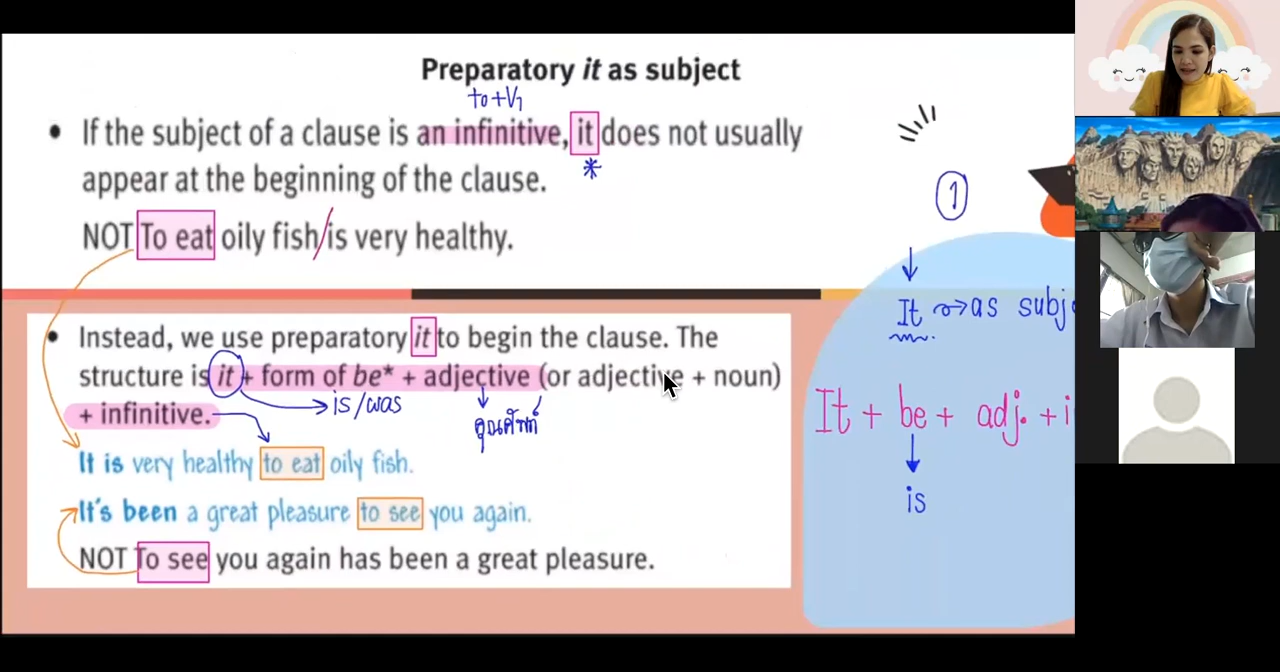 Preparatory it as subject
to+V1
• If the subject of a clause is an infinitive, it does not usually
*
appear at the beginning of the clause.
NOT To eat oily fish/is very healthy.
• Instead, we use preparatory it to begin the clause. The
structure is it + form of be* + adjective (or adjective + noun)
is/was
คุณศัพท์
+ infinitive.
It is very healthy to eat oily fish.
It's been a great pleasure to see you again.
NOT To see you again has been a great pleasure.
1
It as subj
It + be + adj. + i
is